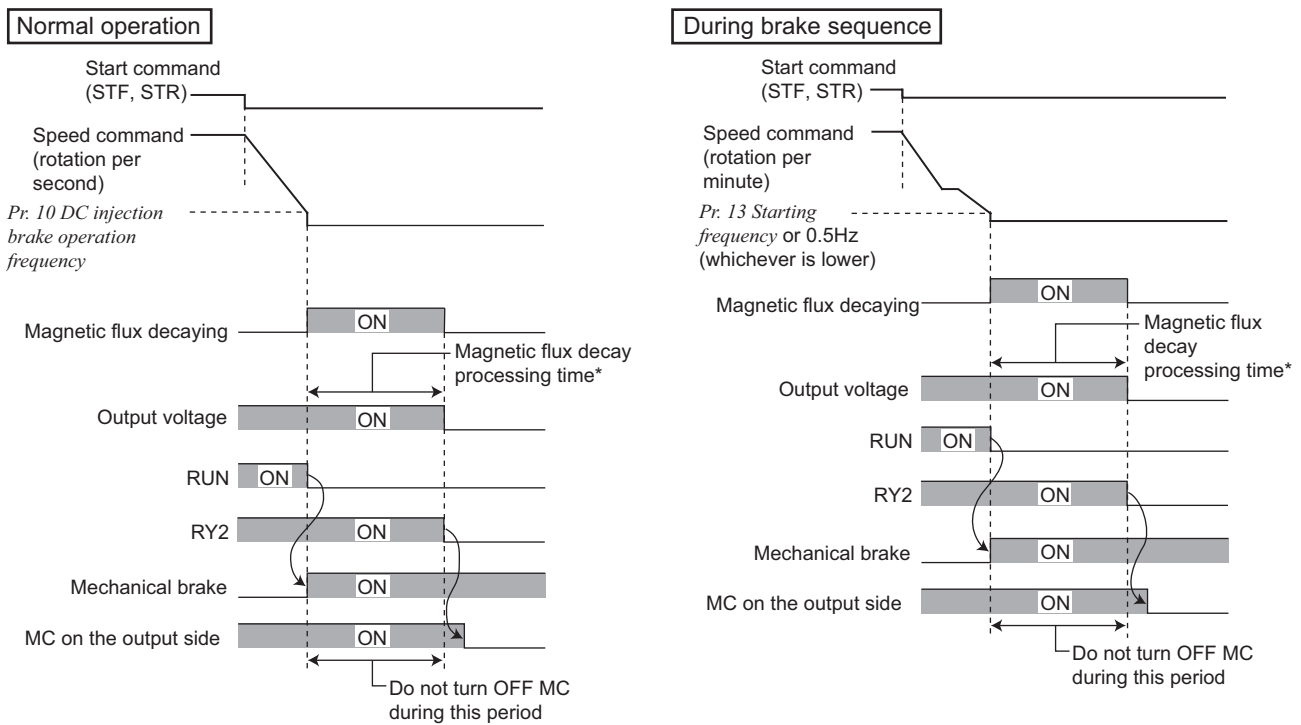 Normal operation
Start command
(STF, STR)
Speed command
(rotation per
second)
Pr. 10 DC injection
brake operation
frequency
Magnetic flux decaying
ON
Magnetic flux decay
processing time*
Output voltage
ON
RUN
ON
RY2
ON
Mechanical brake
ON
MC on the output side
ON
Do not turn OFF MC
during this period
During brake sequence
Start command
(STF, STR)
Speed command
(rotation per
minute)
Pr. 13 Starting
frequency or 0.5Hz
(whichever is lower)
Magnetic flux decaying
ON
Magnetic flux
decay
processing time*
Output voltage
ON
RUN
ON
RY2
ON
Mechanical brake
ON
MC on the output side
ON
Do not turn OFF MC
during this period